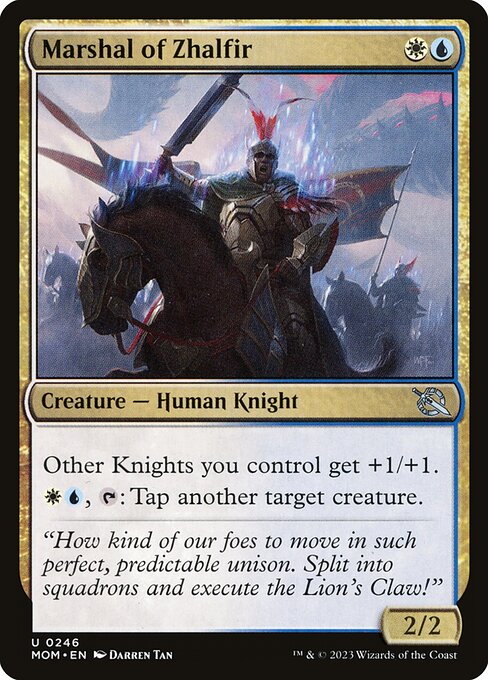 Marshal of Zhalfir
Creature — Human Knight
Other Knights you control get +1/+1.
, : Tap another target creature.
“How kind of our foes to move in such
perfect, predictable unison. Split into
squadrons and execute the Lion’s Claw!”
2/2
U 0246
MOM • EN Darren Tan
™ & © 2023 Wizards of the Coast